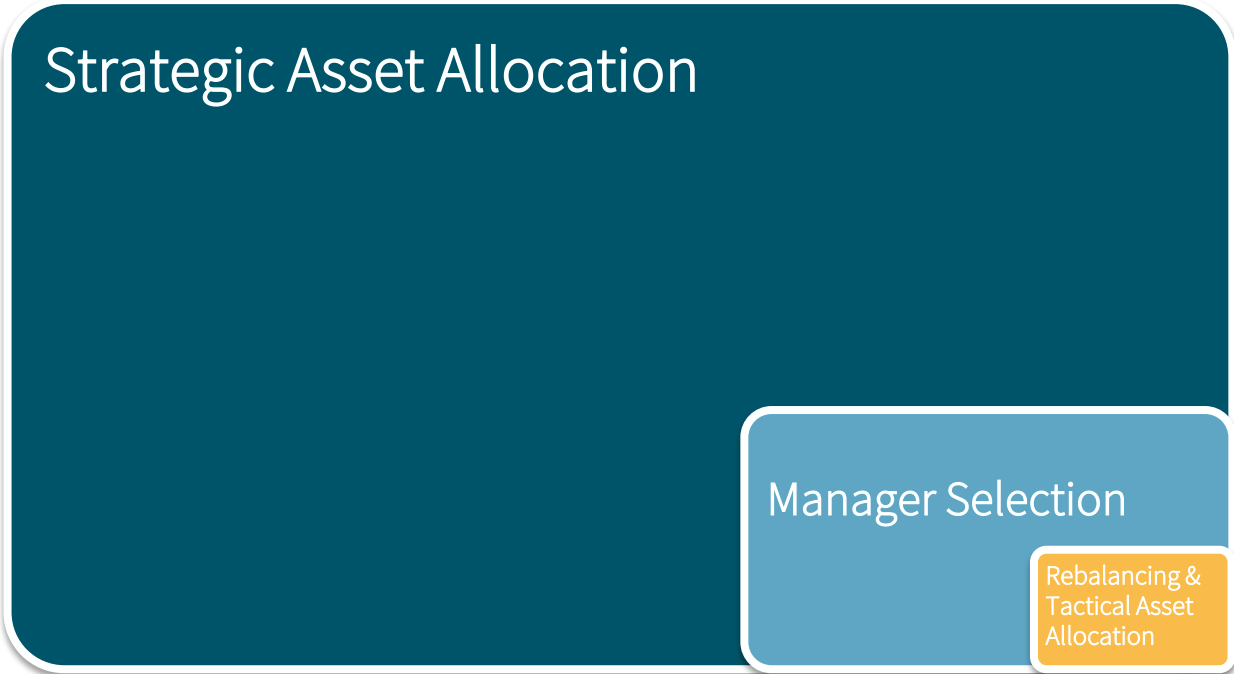 Strategic Asset Allocation
Manager Selection
Rebalancing &
Tactical Asset
Allocation